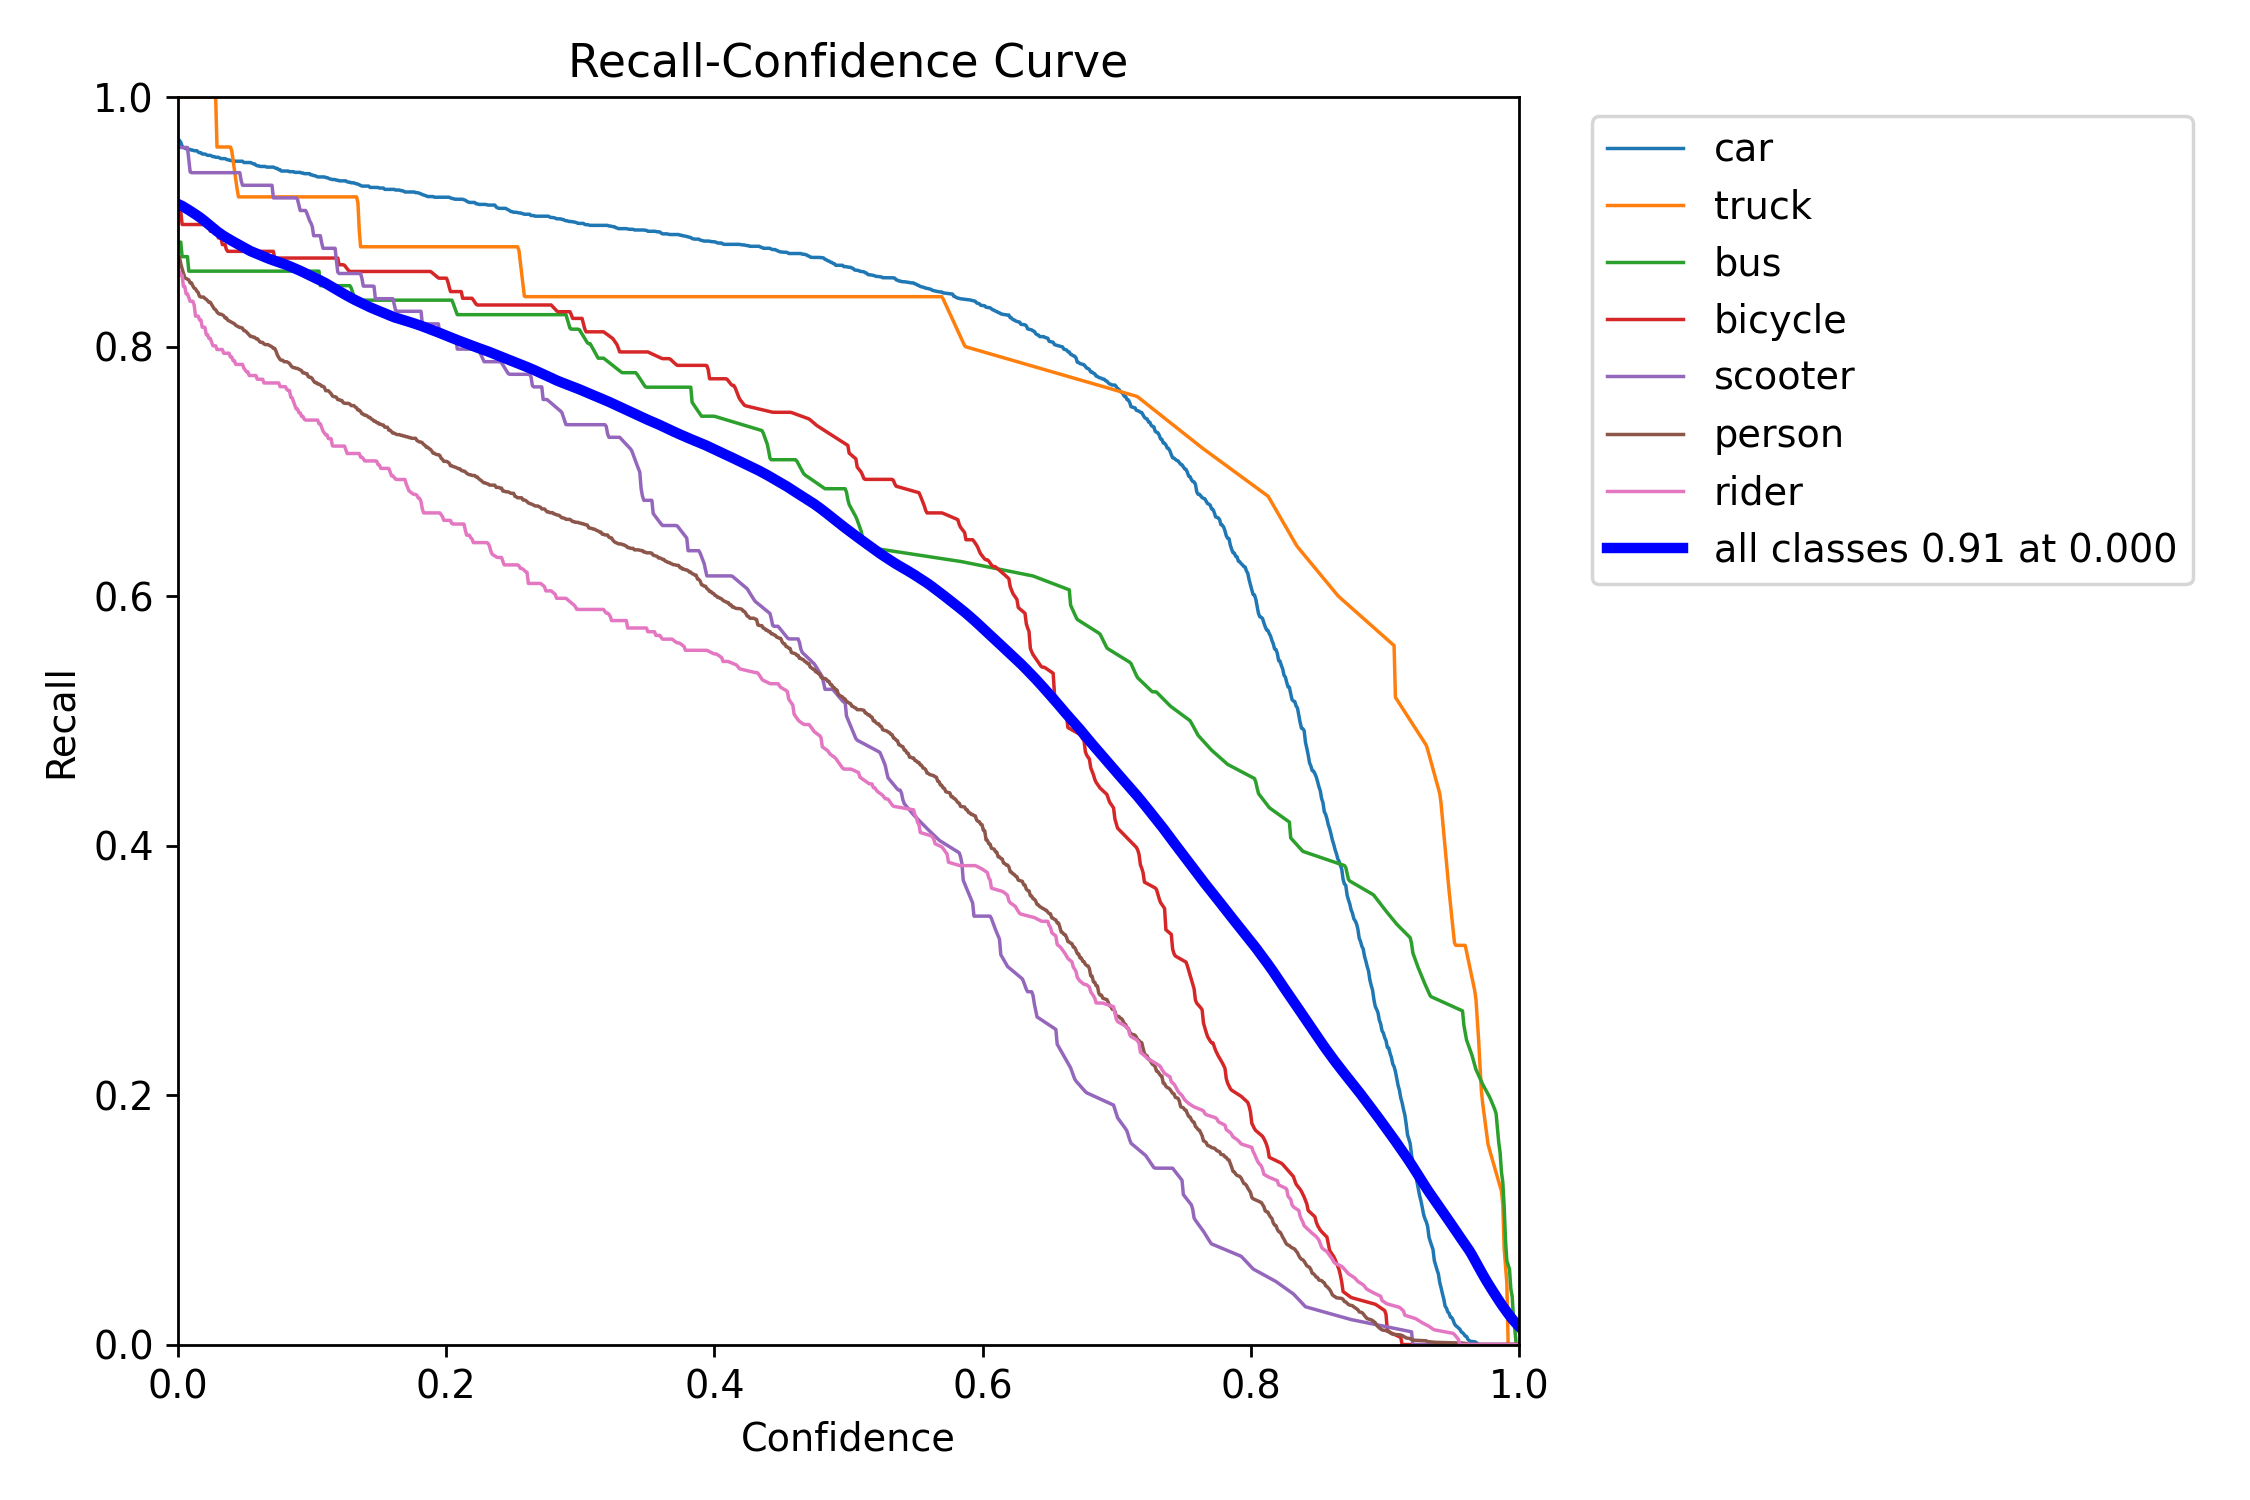 Recall-Confidence Curve
1.0
0.8
0.6
0.4
0.2
0.0
Recall
0.0 0.2 0.4 0.6 0.8 1.0
Confidence
car
truck
bus
bicycle
scooter
person
rider
all classes 0.91 at 0.000